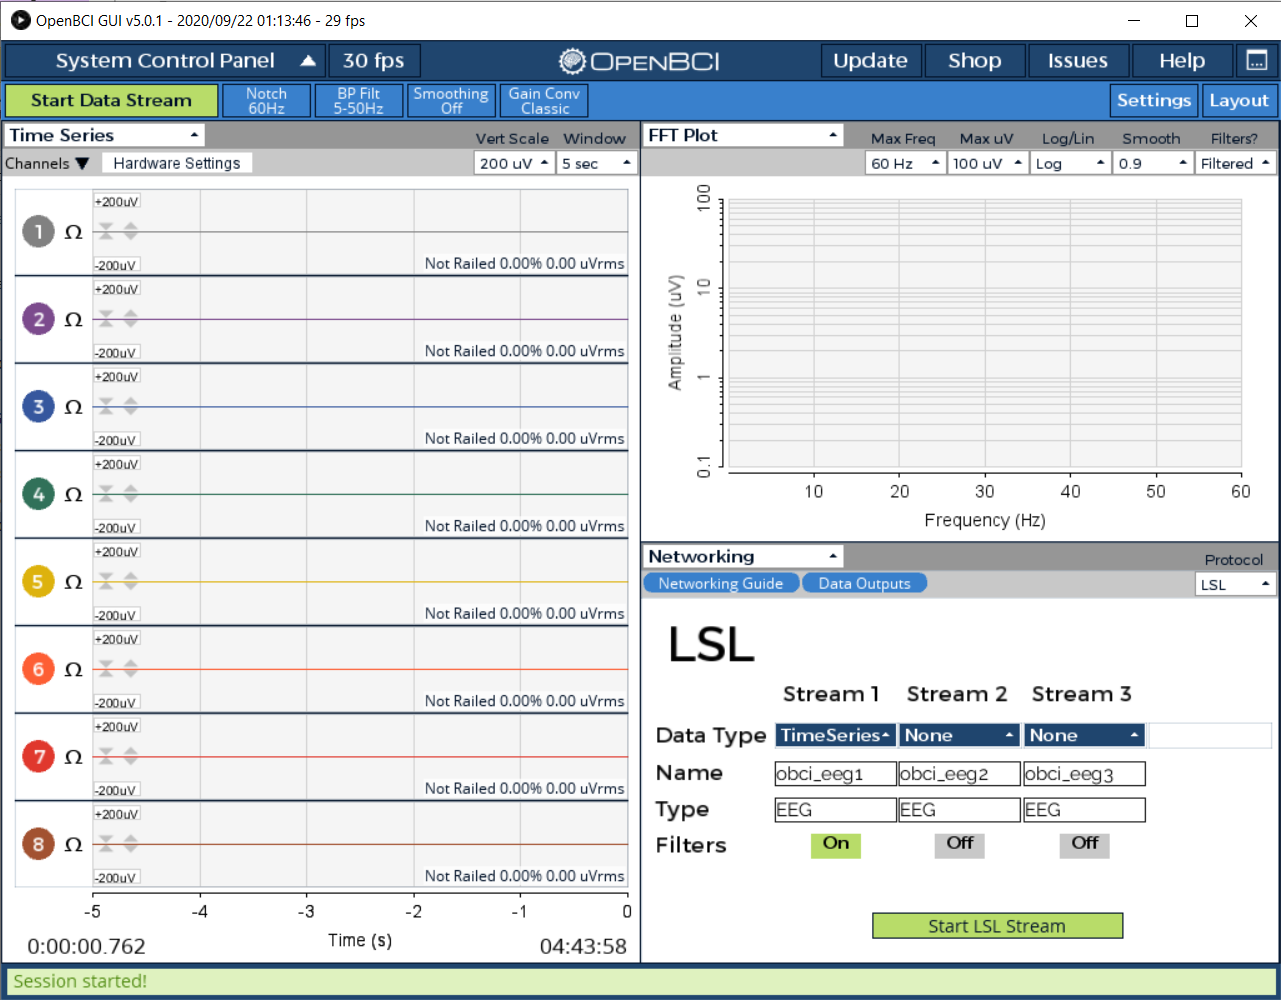 OpenBCI GUI v5.0.1 - 2020/09/22 01:13:46 - 29 fps
System Control Panel 30 fps OPENBCI Update Shop Issues Help
Start Data Stream
Notch
60Hz
BP Filt
5-50Hz
Smoothing
Off
Gain Conv
Classic
Settings Layout
Time Series
Vert Scale Window
Channels Hardware Settings 200 uV 5 sec
+200uV
1 Ω
-200uV Not Railed 0.00% 0.00 uVrms
+200uV
2 Ω
-200uV Not Railed 0.00% 0.00 uVrms
+200uV
3 Ω
-200uV Not Railed 0.00% 0.00 uVrms
+200uV
4 Ω
-200uV Not Railed 0.00% 0.00 uVrms
+200uV
5 Ω
-200uV Not Railed 0.00% 0.00 uVrms
+200uV
6 Ω
-200uV Not Railed 0.00% 0.00 uVrms
+200uV
7 Ω
-200uV Not Railed 0.00% 0.00 uVrms
+200uV
8 Ω
-200uV Not Railed 0.00% 0.00 uVrms
-5 -4 -3 -2 -1 0
Time (s)
0:00:00.762 04:43:58
FFT Plot
Max Freq Max uV Log/Lin Smooth Filters?
60 Hz 100 uV Log 0.9 Filtered
100
10
1
0.1
Amplitude (uV)
10 20 30 40 50 60
Frequency (Hz)
Networking
Protocol
Networking Guide Data Outputs LSL
LSL
Stream 1 Stream 2 Stream 3
Data Type TimeSeries None None
Name obci_eeg1 obci_eeg2 obci_eeg3
Type EEG EEG EEG
Filters On Off Off
Start LSL Stream
Session started!